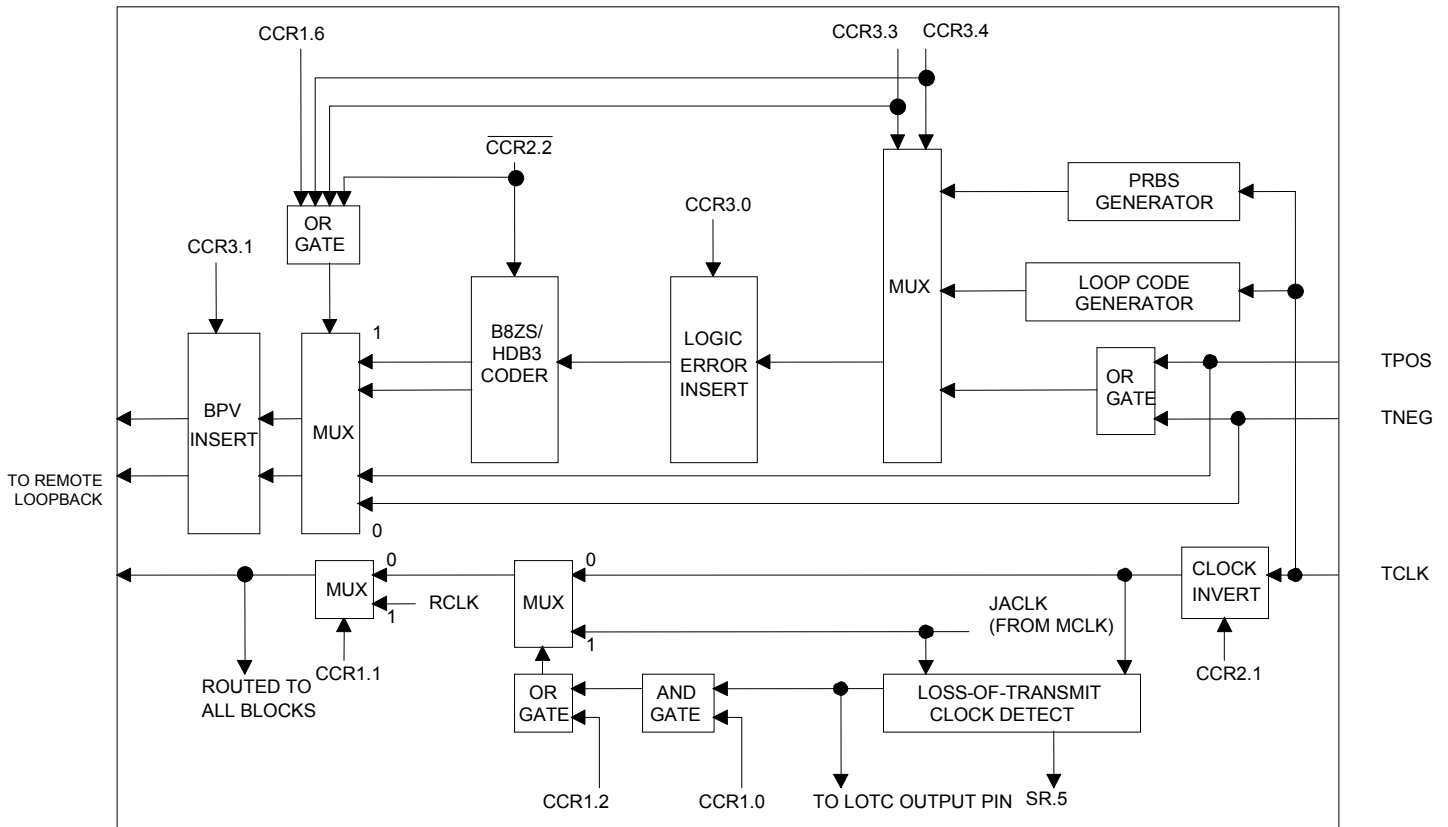 CCR1.6
CCR3.3
CCR3.4
CCR2.2
PRBS
GENERATOR
CCR3.0
OR
GATE
CCR3.1
MUX
LOOP CODE
GENERATOR
1
B8ZS/
HDB3
CODER
LOGIC
ERROR
INSERT
OR
GATE
TPOS
BPV
INSERT
MUX
TNEG
TO REMOTE
LOOPBACK
0
0
MUX
1
RCLK
0
MUX
1
JACLK
(FROM MCLK)
CLOCK
INVERT
TCLK
CCR1.1
CCR2.1
ROUTED TO
ALL BLOCKS
OR
GATE
AND
GATE
LOSS-OF-TRANSMIT
CLOCK DETECT
CCR1.2
CCR1.0
TO LOTC OUTPUT PIN
SR.5